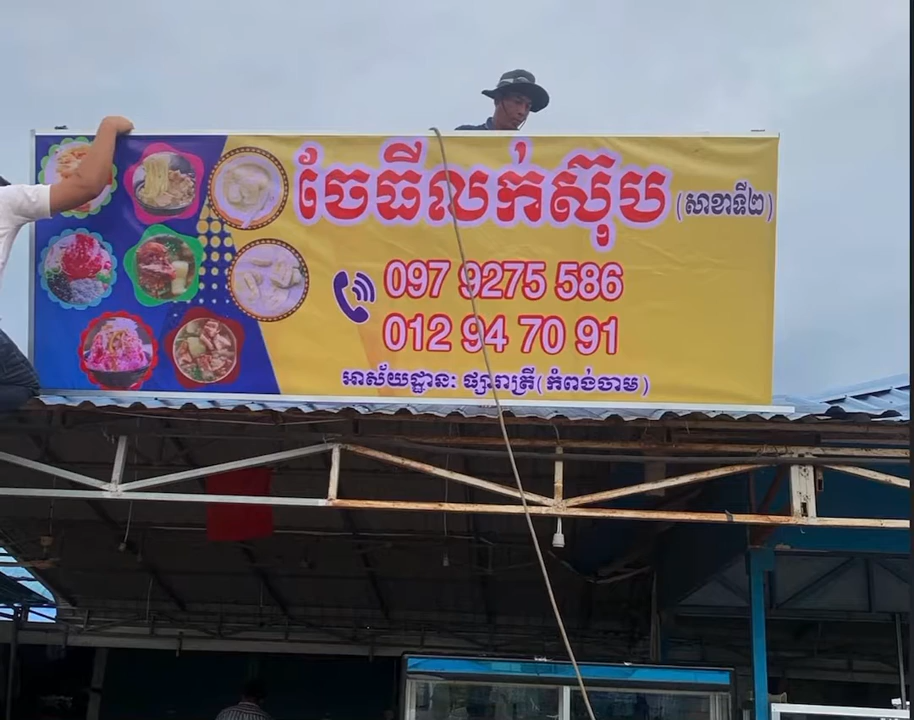 ចែធីលក់ស៊ុប (សាខាទី២)
097 9275 586
012 94 70 91
អាស័យដ្ឋានៈ ផ្សារាត្រី(កំពង់ចាម)